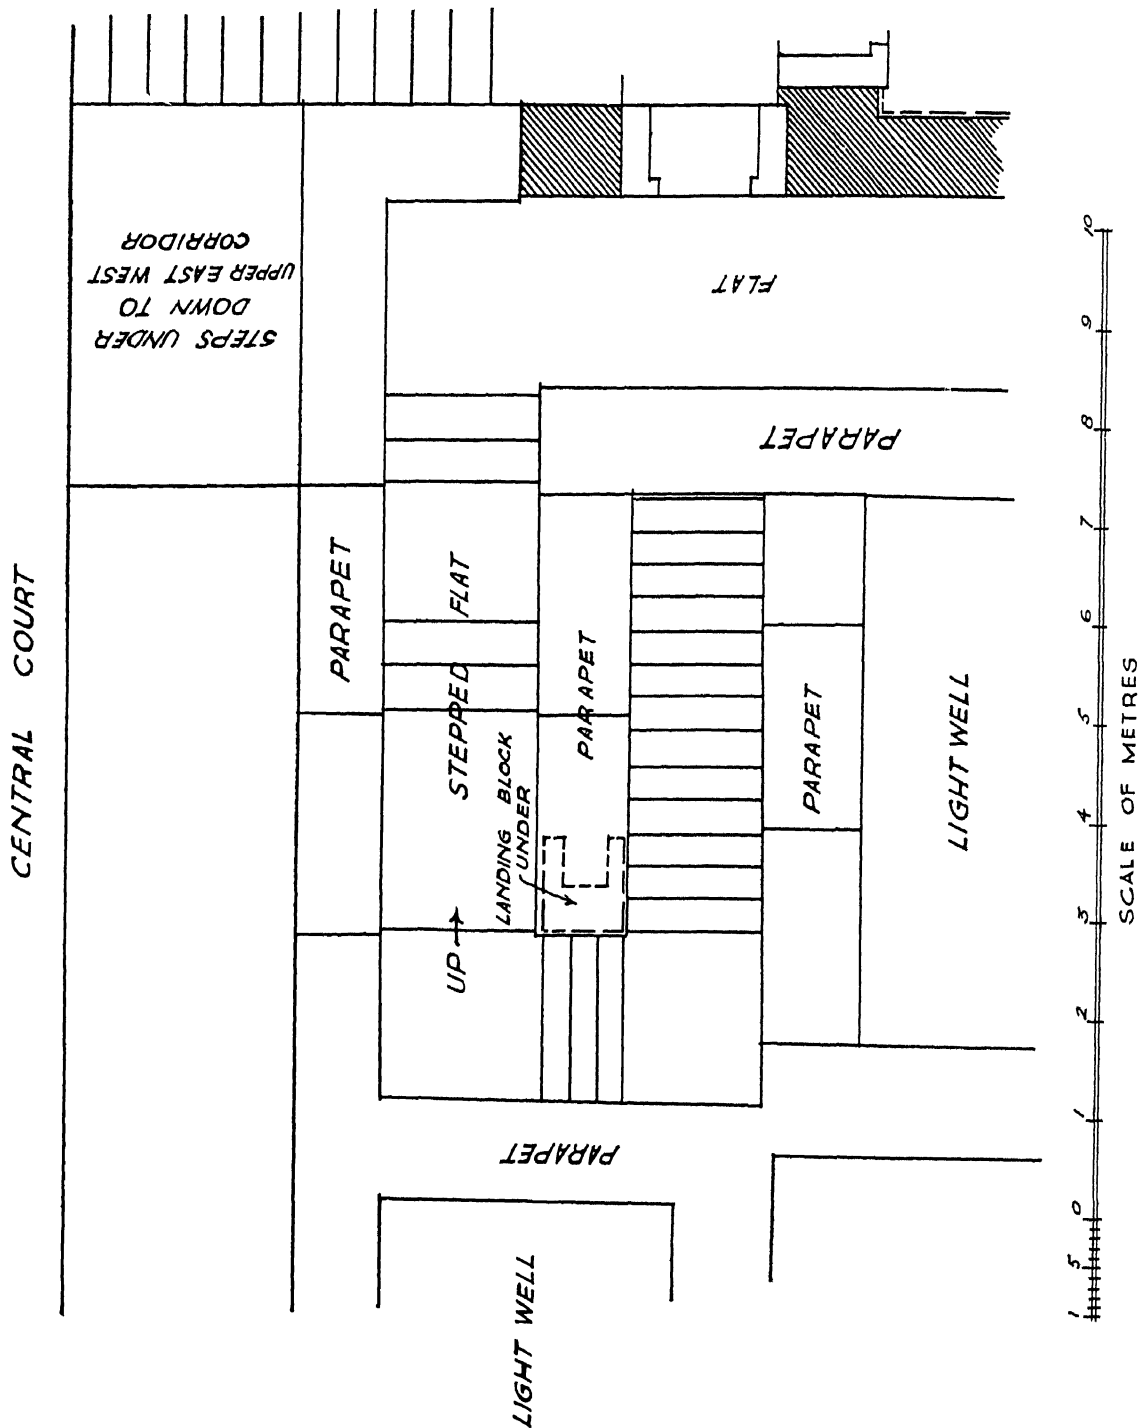 CENTRAL COURT
STEPS UNDER
DOWN TO
UPPER EAST WEST
CORRIDOR
FLAT
PARAPET
PARAPET
STEPPED FLAT
UP
LANDING BLOCK
UNDER
PARAPET
PARAPET
LIGHT WELL
PARAPET
LIGHT WELL
1 5 0 1 2 3 4 5 6 7 8 9 10
SCALE OF METRES